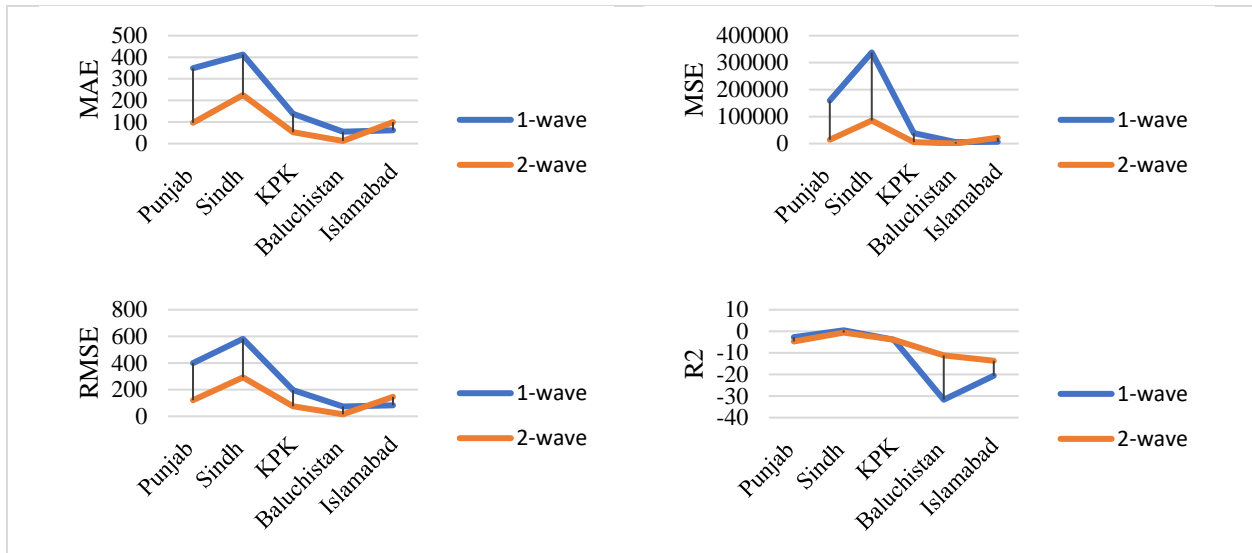 MAE
500
400
300
200
100
0
Punjab
Sindh
KPK
Baluchistan
Islamabad
1-wave
2-wave
MSE
400000
300000
200000
100000
0
Punjab
Sindh
KPK
Baluchistan
Islamabad
1-wave
2-wave
RMSE
800
600
400
200
0
Punjab
Sindh
KPK
Baluchistan
Islamabad
1-wave
2-wave
R2
10
0
-10
-20
-30
-40
Punjab
Sindh
KPK
Baluchistan
Islamabad
1-wave
2-wave